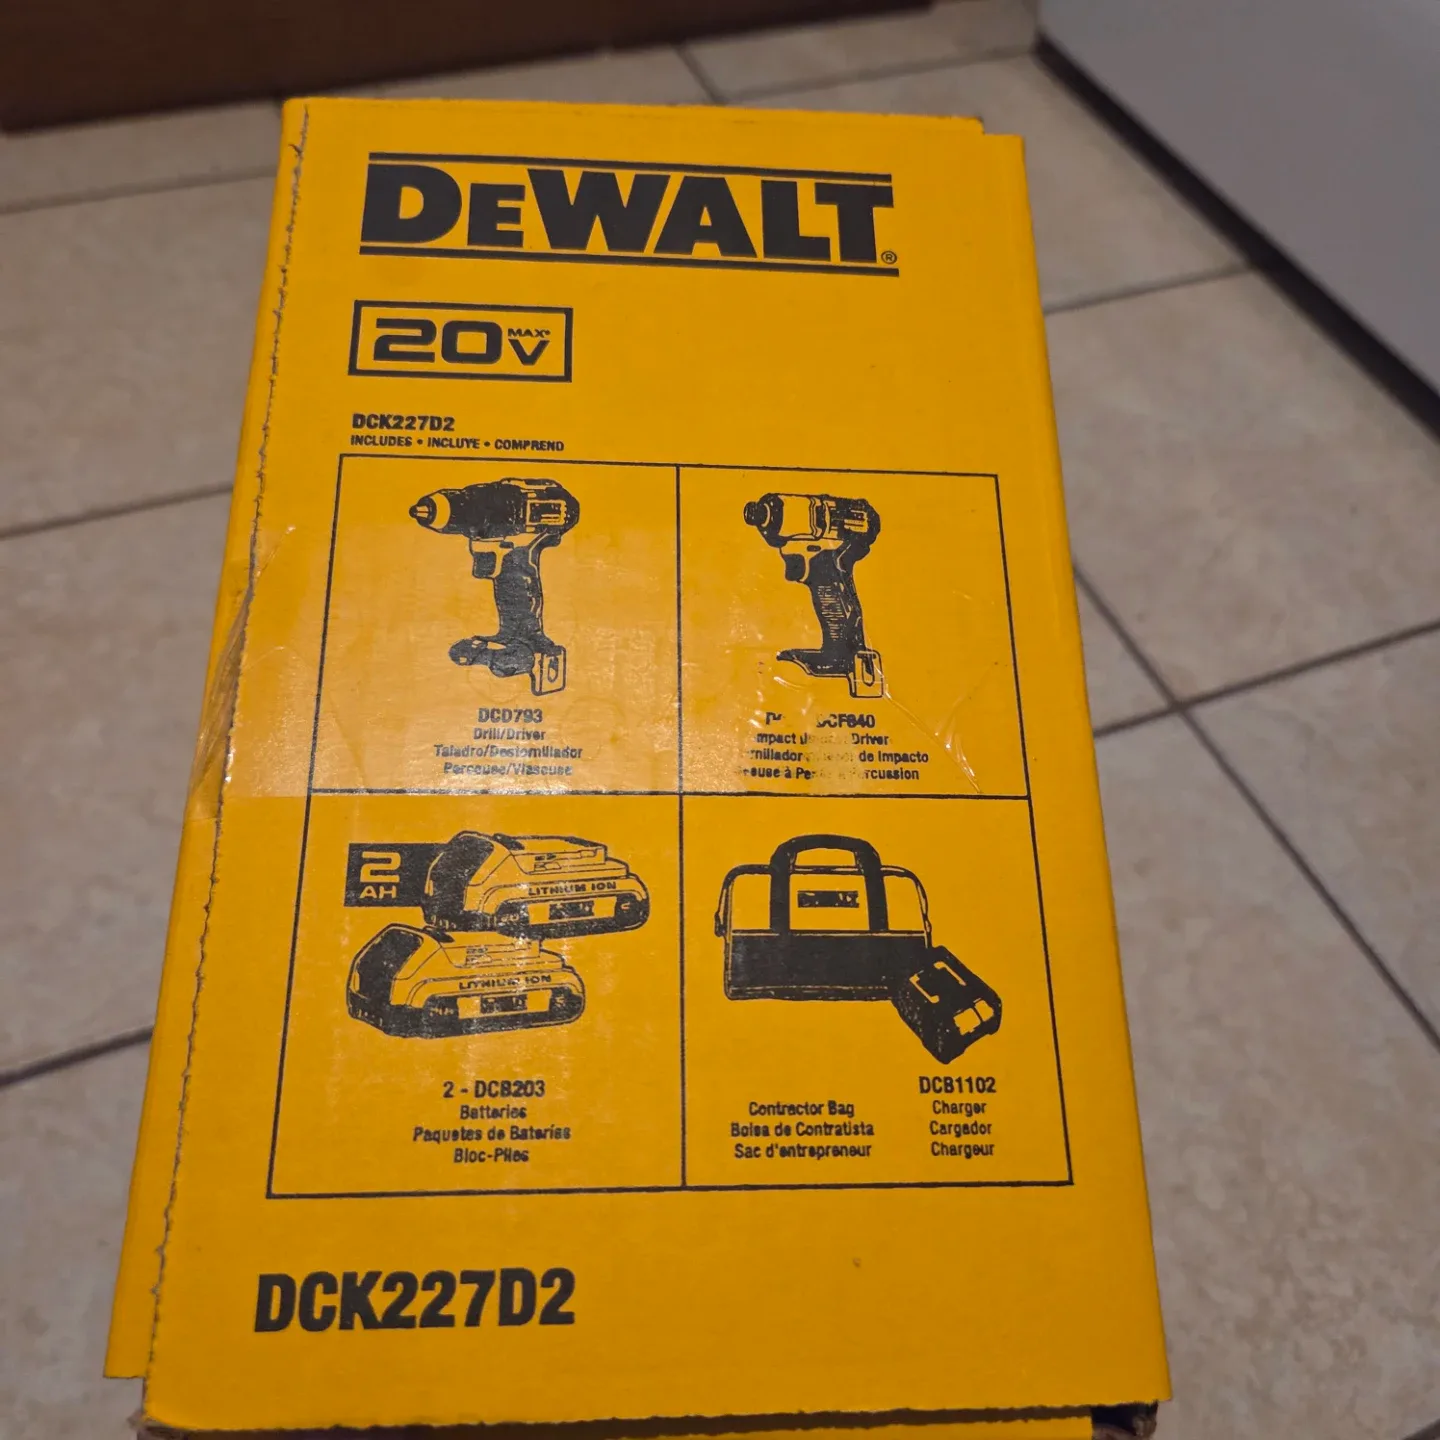 DEWALT®
20V MAX*
DCK227D2
INCLUDES • INCLUYE • COMPREND
DCD793
Drill/Driver
Taladro/Destornillador
Perceuse/Visseuse
DCF840
Impact Driver
de Impacto
à Percussion
2 AH
LITHIUM ION
LITHIUM ION
2 - DCB203
Batteries
Paquetes de Baterías
Bloc-Piles
DEWALT
Contractor Bag
Bolsa de Contratista
Sac d'entrepreneur
DCB1102
Charger
Cargador
Chargeur
DCK227D2